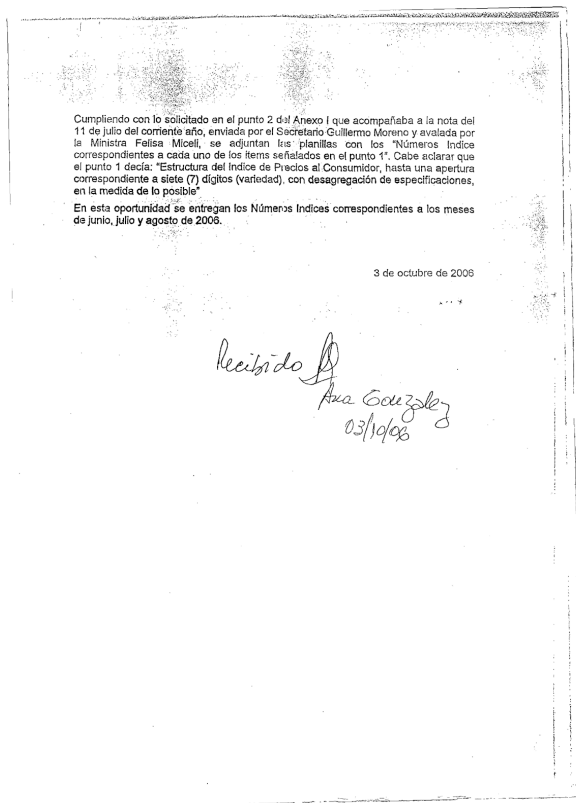 Cumpliendo con lo solicitado en el punto 2 del Anexo I que acompañaba a la nota del
11 de julio del corriente año, enviada por el Secretario Guillermo Moreno y avalada por
la Ministra Felisa Miceli, se adjuntan las planillas con los "Números Indice
correspondientes a cada uno de los items señalados en el punto 1". Cabe aclarar que
el punto 1 decía: "Estructura del Indice de Precios al Consumidor, hasta una apertura
correspondiente a siete (7) dígitos (variedad), con desagregación de especificaciones,
en la medida de lo posible"
En esta oportunidad se entregan los Números Indices correspondientes a los meses
de junio, julio y agosto de 2006.
3 de octubre de 2006
Recibido
Ana Gonzalez
03/10/06